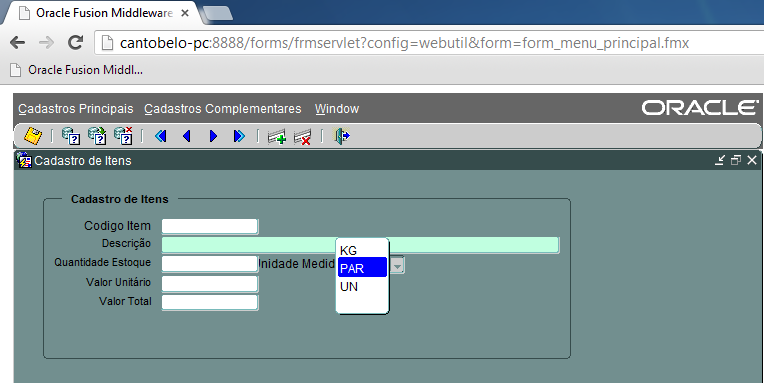 Oracle Fusion Middleware
cantobelo-pc:8888/forms/frmservlet?config=webutil&form=form_menu_principal.fmx
Oracle Fusion Middl...
Cadastros Principais Cadastros Complementares Window ORACLE
Cadastro de Itens
Cadastro de Itens
Codigo Item
Descrição
KG
Quantidade Estoque Unidade Medid
PAR
Valor Unitário
UN
Valor Total